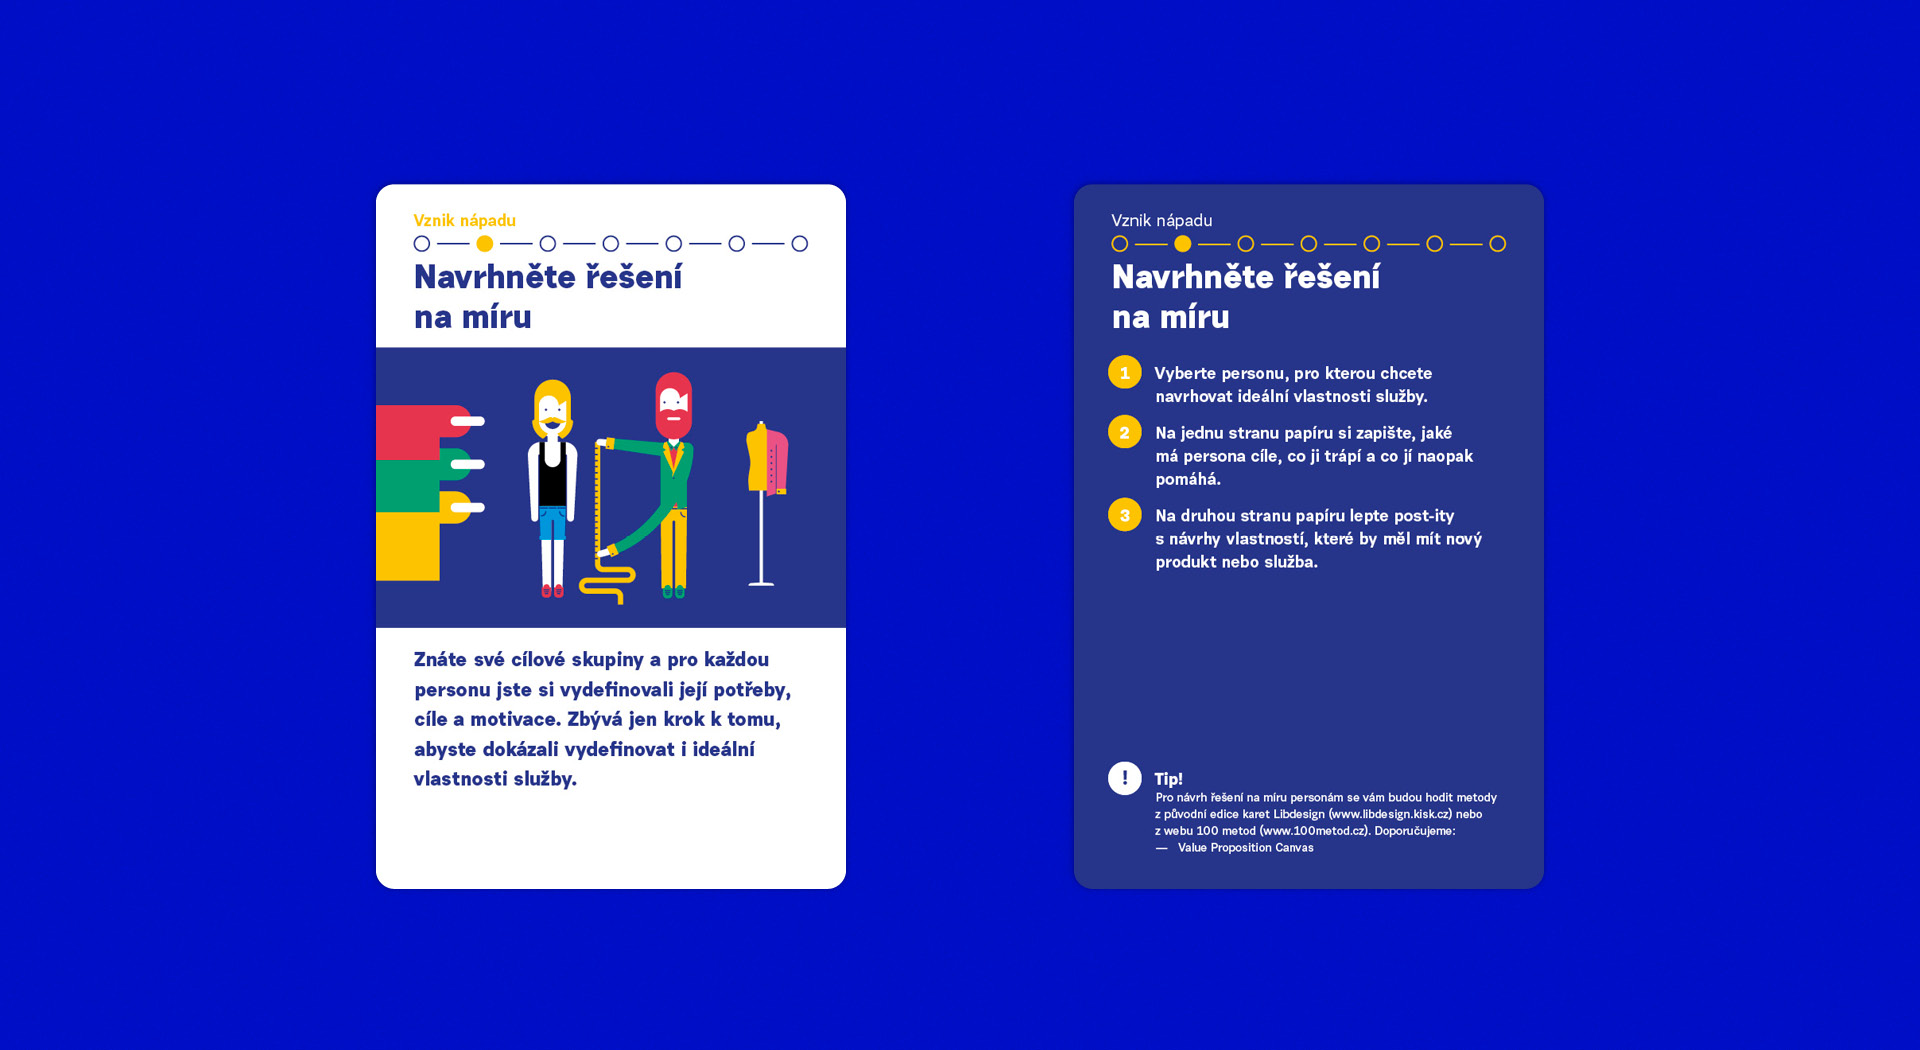 Vznik nápadu
Navrhněte řešení
na míru
Znáte své cílové skupiny a pro každou
personu jste si vydefinovali její potřeby,
cíle a motivace. Zbývá jen krok k tomu,
abyste dokázali vydefinovat i ideální
vlastnosti služby.
Vznik nápadu
Navrhněte řešení
na míru
1 Vyberte personu, pro kterou chcete
navrhovat ideální vlastnosti služby.
2 Na jednu stranu papíru si zapište, jaké
má persona cíle, co ji trápí a co jí naopak
pomáhá.
3 Na druhou stranu papíru lepte post-ity
s návrhy vlastností, které by měl mít nový
produkt nebo služba.
! Tip!
Pro návrh řešení na míru personám se vám budou hodit metody
z původní edice karet Libdesign (www.libdesign.kisk.cz) nebo
z webu 100 metod (www.100metod.cz). Doporučujeme:
— Value Proposition Canvas